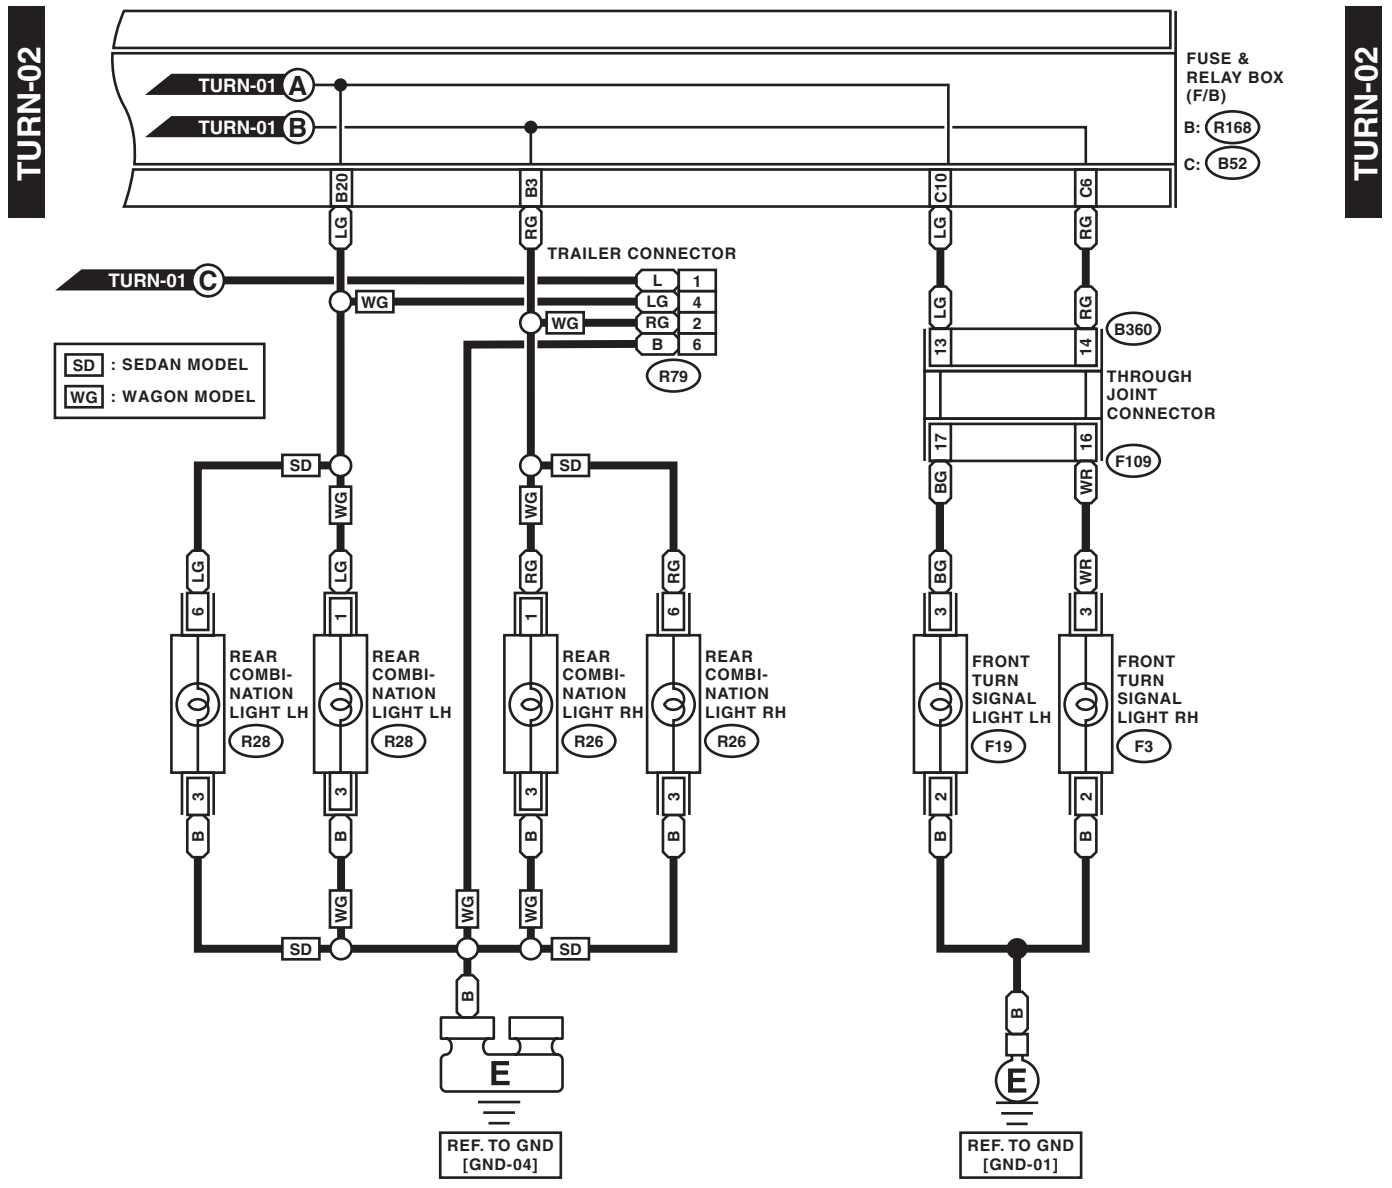 TURN-02
TURN-02
TURN-01 A
TURN-01 B
FUSE &
RELAY BOX
(F/B)
B: R168
C: B52
B20
B3
C10
C6
LG
RG
LG
RG
TRAILER CONNECTOR
TURN-01 C
L 1
WG
LG 4
WG
RG 2
B 6
R79
LG
RG
B360
13
14
SD : SEDAN MODEL
WG : WAGON MODEL
THROUGH
JOINT
CONNECTOR
17
16
F109
SD
SD
BG
WR
WG
WG
LG
LG
RG
RG
BG
WR
6
1
1
6
3
3
REAR
COMBI-
NATION
LIGHT LH
R28
REAR
COMBI-
NATION
LIGHT LH
R28
REAR
COMBI-
NATION
LIGHT RH
R26
REAR
COMBI-
NATION
LIGHT RH
R26
FRONT
TURN
SIGNAL
LIGHT LH
F19
FRONT
TURN
SIGNAL
LIGHT RH
F3
3
3
3
3
2
2
B
B
B
B
B
B
WG
WG
WG
SD
SD
B
B
E
E
REF. TO GND
[GND-04]
REF. TO GND
[GND-01]